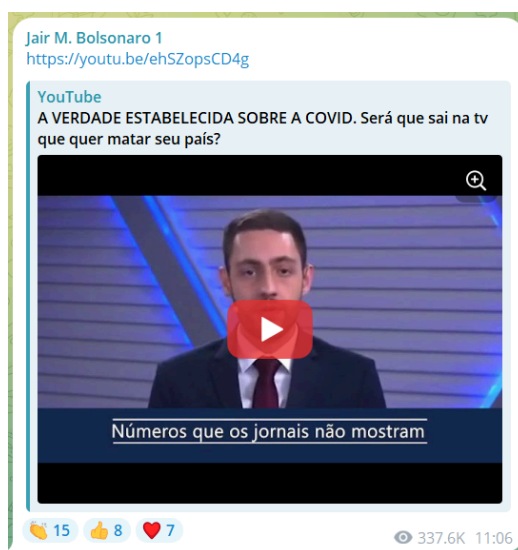 Jair M. Bolsonaro 1
https://youtu.be/ehSZopsCD4g
YouTube
A VERDADE ESTABELECIDA SOBRE A COVID. Será que sai na tv
que quer matar seu país?
Números que os jornais não mostram
15 8 7 337.6K 11:06